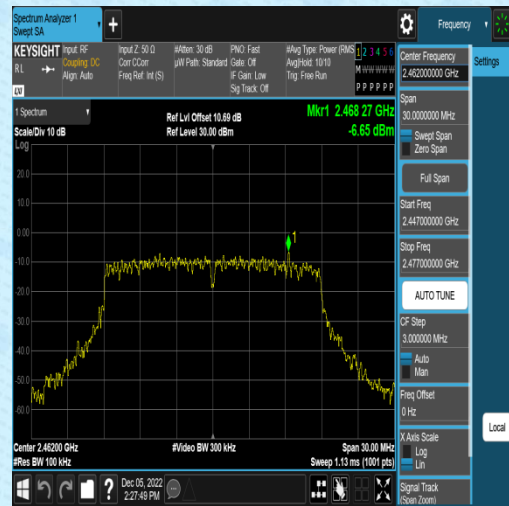 Spectrum Analyzer 1
Swept SA
+
Frequency
KEYSIGHT
Input: RF
Coupling: DC
Align: Auto
Input Z: 50 Ω
Corr CCorr
Freq Ref: Int (S)
#Atten: 30 dB
µW Path: Standard
PNO: Fast
Gate: Off
IF Gain: Low
Sig Track: Off
#Avg Type: Power (RMS
Avg|Hold: 10/10
Trig: Free Run
1 2 3 4 5 6
M W W W W W
P P P P P P
RL
LXI
1 Spectrum
Scale/Div 10 dB
Log
Ref Lvl Offset 10.69 dB
Ref Level 30.00 dBm
Mkr1 2.468 27 GHz
-6.65 dBm
20.0
10.0
0.00
-10.0
-20.0
-30.0
-40.0
-50.0
-60.0
1
Center 2.46200 GHz
#Res BW 100 kHz
#Video BW 300 kHz
Span 30.00 MHz
Sweep 1.13 ms (1001 pts)
Dec 05, 2022
2:27:49 PM
?
Center Frequency
2.462000000 GHz
Settings
Span
30.0000000 MHz
Swept Span
Zero Span
Full Span
Start Freq
2.447000000 GHz
Stop Freq
2.477000000 GHz
AUTO TUNE
CF Step
3.000000 MHz
Auto
Man
Freq Offset
0 Hz
X Axis Scale
Log
Lin
Signal Track
(Span Zoom)
Local